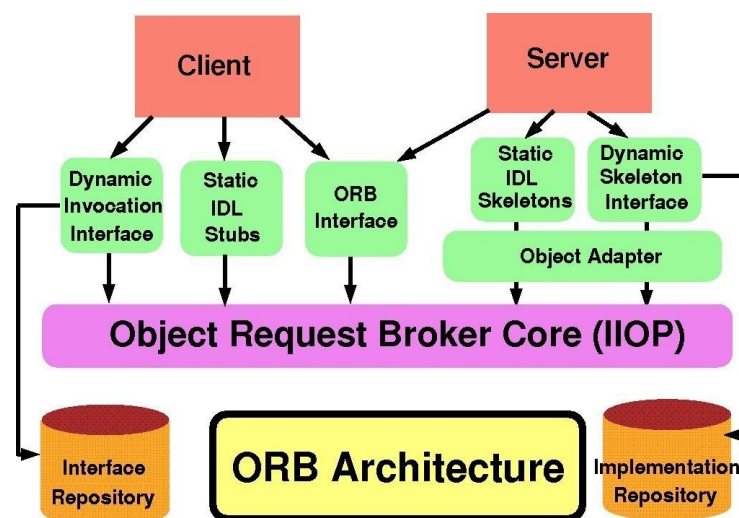 Client
Server
Dynamic
Invocation
Interface
Static
IDL
Stubs
ORB
Interface
Static
IDL
Skeletons
Dynamic
Skeleton
Interface
Object Adapter
Object Request Broker Core (IIOP)
Interface
Repository
ORB Architecture
Implementation
Repository